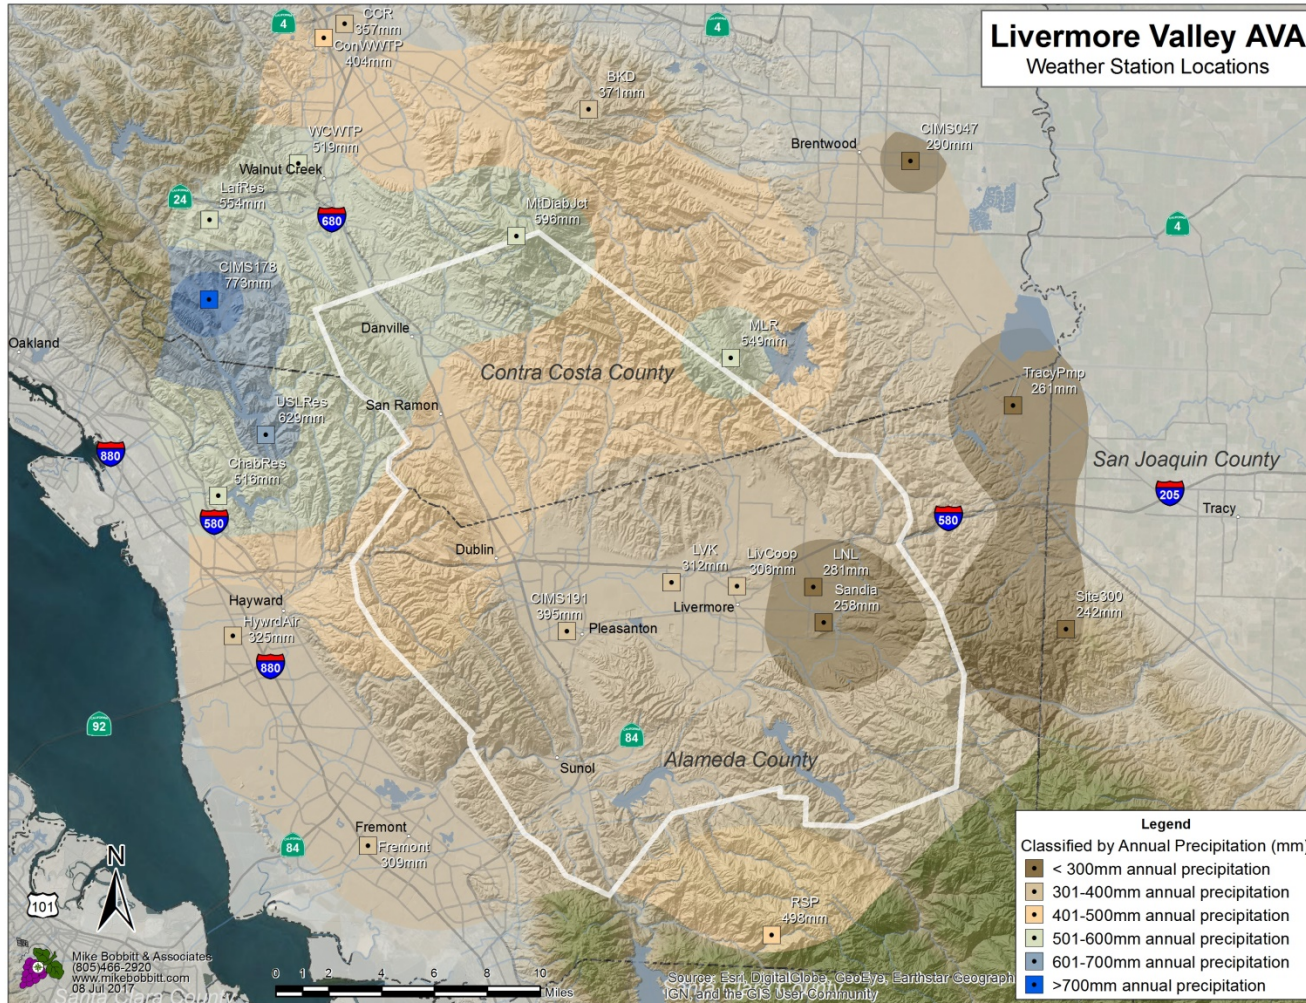 Livermore Valley AVA
Weather Station Locations
4
CCR
357mm
ConWWTP
404mm
4
BKD
371mm
Brentwood
CIMS047
290mm
WCWTP
519mm
Walnut Creek
24
LafRes
554mm
680
MtDiabJct
596mm
4
CIMS178
773mm
Oakland
Danville
MLR
549mm
Contra Costa County
TracyPmp
261mm
San Ramon
USLRes
629mm
880
San Joaquin County
ChabRes
516mm
580
580
205
Tracy
Dublin
LVK
312mm
LivCoop
306mm
LNL
281mm
Sandia
258mm
Livermore
Hayward
HywrdAir
325mm
CIMS191
395mm
Pleasanton
Site300
242mm
880
92
84
Sunol
Alameda County
Fremont
Fremont
309mm
84
N
101
RSP
498mm
Legend
Classified by Annual Precipitation (mm)
< 300mm annual precipitation
301-400mm annual precipitation
401-500mm annual precipitation
501-600mm annual precipitation
601-700mm annual precipitation
>700mm annual precipitation
Mike Bobbitt & Associates
(805)466-2920
www.mikebobbitt.com
08 Jul 2017
0 1 2 4 6 8 10
Miles
Source: Esri, DigitalGlobe, GeoEye, Earthstar Geograph
IGN, and the GIS User Community